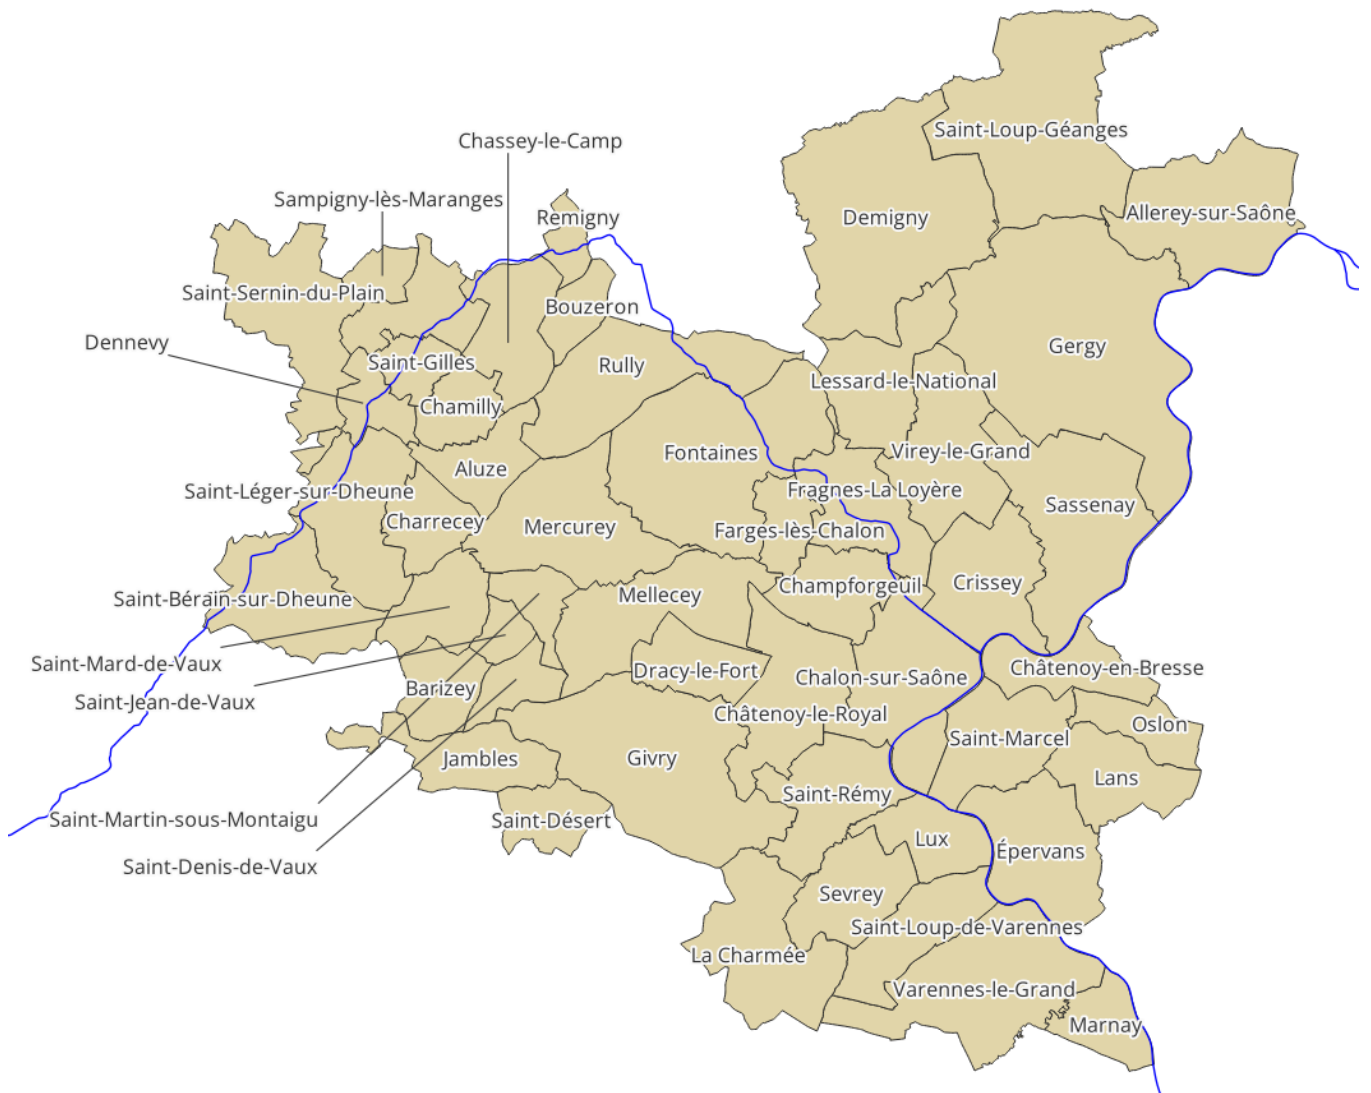 Saint-Loup-Géanges
Chassey-le-Camp
Sampigny-lès-Maranges
Remigny
Demigny
Allerey-sur-Saône
Saint-Sernin-du-Plain
Bouzeron
Dennevy
Gergy
Saint-Gilles
Rully
Lessard-le-National
Chamilly
Fontaines
Virey-le-Grand
Aluze
Saint-Léger-sur-Dheune
Fragnes-La Loyère
Sassenay
Charrecey
Mercurey
Farges-lès-Chalon
Champforgeuil
Crissey
Saint-Bérain-sur-Dheune
Mellecey
Saint-Mard-de-Vaux
Dracy-le-Fort
Châtenoy-en-Bresse
Chalon-sur-Saône
Barizey
Saint-Jean-de-Vaux
Châtenoy-le-Royal
Oslon
Saint-Marcel
Jambles
Givry
Lans
Saint-Rémy
Saint-Martin-sous-Montaigu
Saint-Désert
Lux
Épervans
Saint-Denis-de-Vaux
Sevrey
Saint-Loup-de-Varennes
La Charmée
Varennes-le-Grand
Marnay